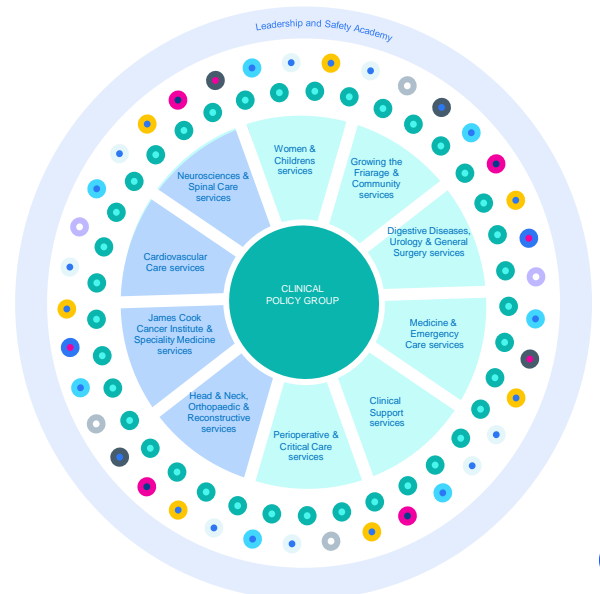 Leadership and Safety Academy
Women &
Childrens
services
Growing the
Friarage &
Community
services
Digestive Diseases,
Urology & General
Surgery services
Medicine &
Emergency
Care services
Clinical
Support
services
Perioperative &
Critical Care
services
Head & Neck,
Orthopaedic &
Reconstructive
services
James Cook
Cancer Institute &
Speciality Medicine
services
Cardiovascular
Care services
Neurosciences &
Spinal Care
services
CLINICAL
POLICY GROUP